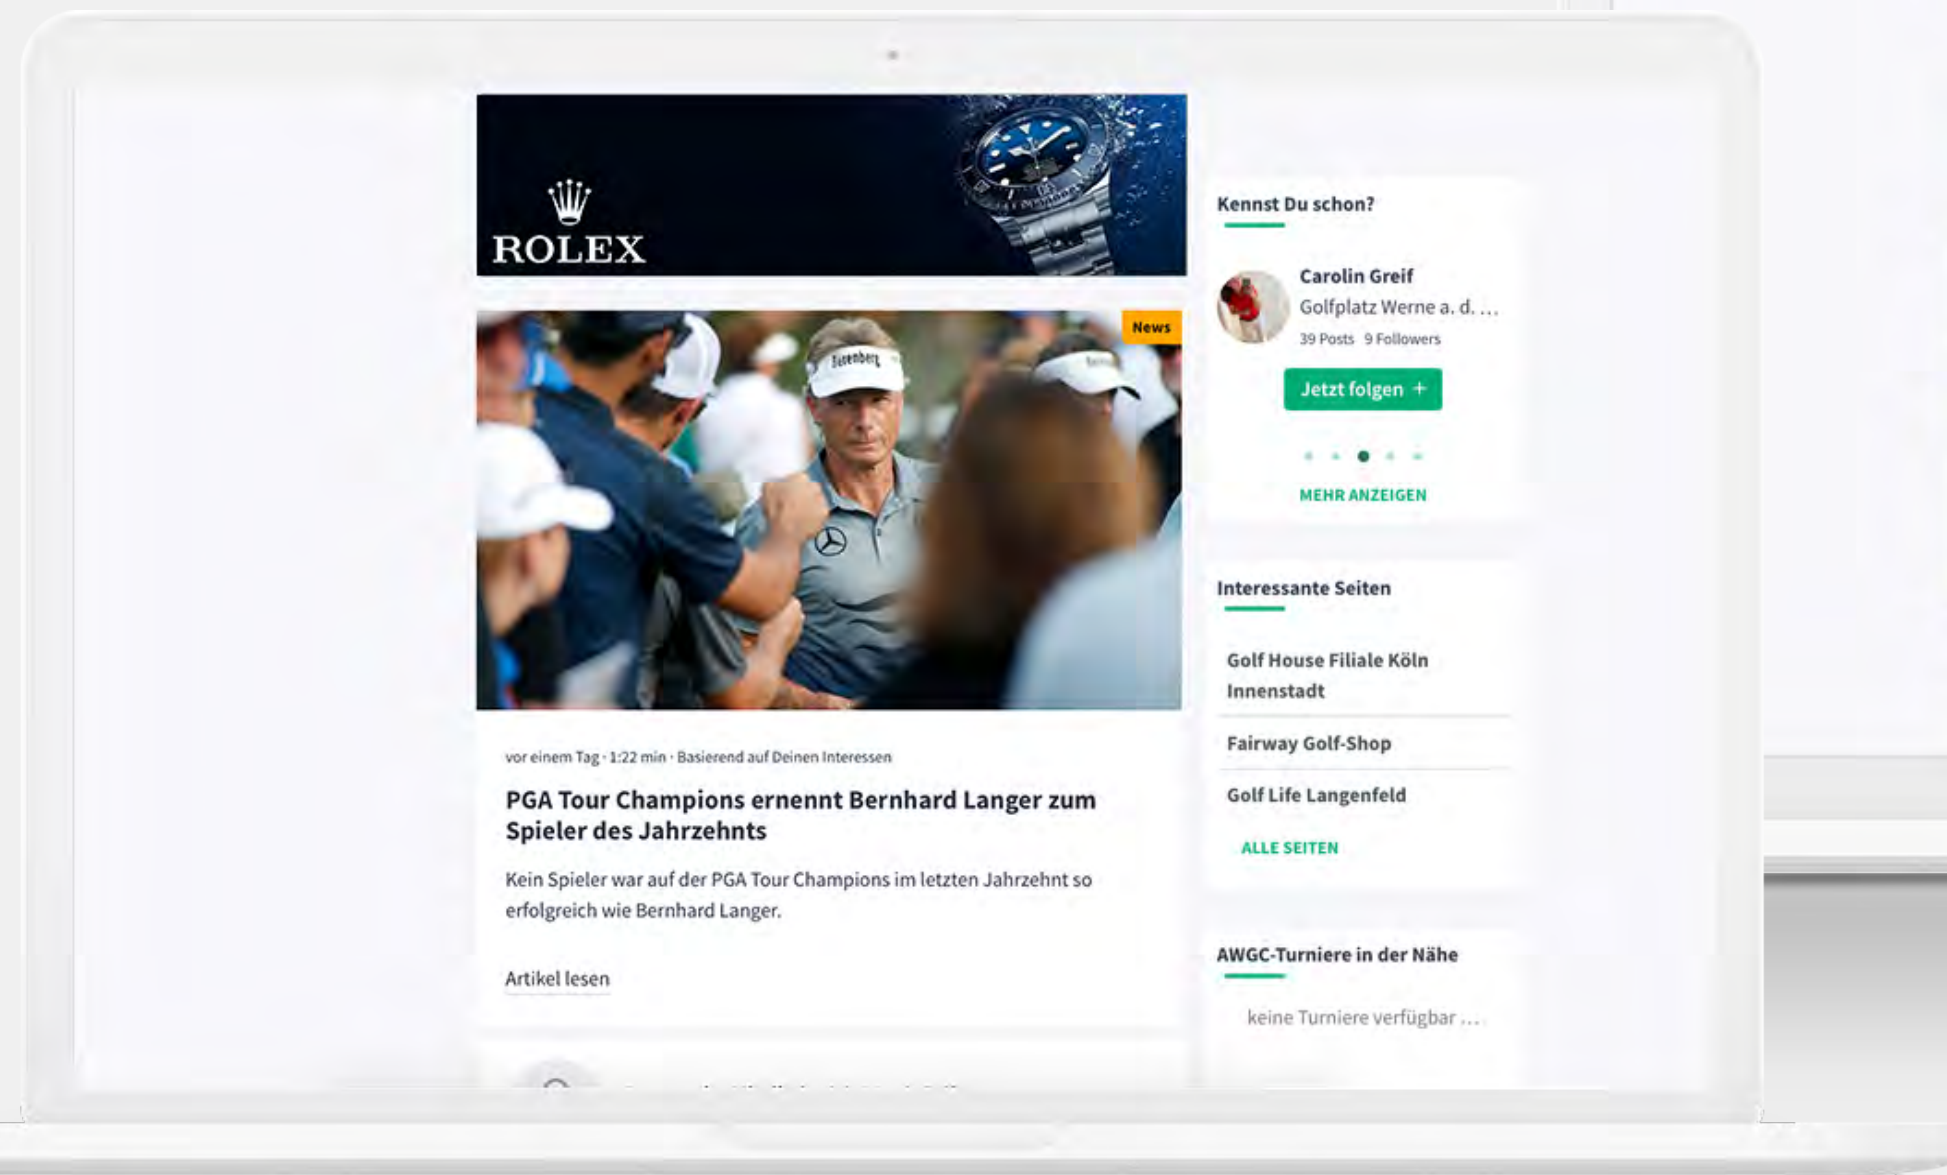 ROLEX
News
Berenberg
vor einem Tag · 1:22 min · Basierend auf Deinen Interessen
PGA Tour Champions ernennt Bernhard Langer zum
Spieler des Jahrzehnts
Kein Spieler war auf der PGA Tour Champions im letzten Jahrzehnt so
erfolgreich wie Bernhard Langer.
Artikel lesen
Kennst Du schon?
Carolin Greif
Golfplatz Werne a. d. …
39 Posts 9 Followers
Jetzt folgen +
MEHR ANZEIGEN
Interessante Seiten
Golf House Filiale Köln
Innenstadt
Fairway Golf-Shop
Golf Life Langenfeld
ALLE SEITEN
AWGC-Turniere in der Nähe
keine Turniere verfügbar …